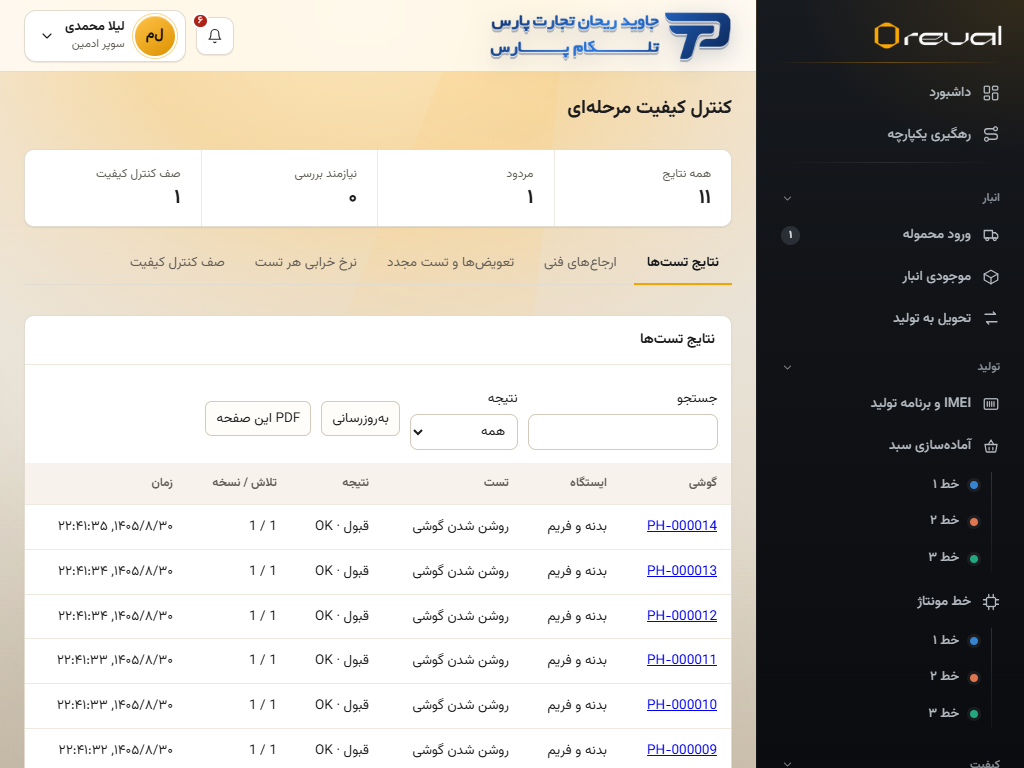 oreval
داشبورد
رهگیری یکپارچه
انبار
ورود محموله
۱
موجودی انبار
تحویل به تولید
تولید
IMEI و برنامه تولید
آماده‌سازی سبد
خط ۱
خط ۲
خط ۳
خط مونتاژ
خط ۱
خط ۲
خط ۳
کیفیت
جاوید ریحان تجارت پارس
تلکام پارس
۶
ل‌م
لیلا محمدی
سوپر ادمین
کنترل کیفیت مرحله‌ای
همه نتایج
۱۱
مردود
۱
نیازمند بررسی
۰
صف کنترل کیفیت
۱
نتایج تست‌ها
ارجاع‌های فنی
تعویض‌ها و تست مجدد
نرخ خرابی هر تست
صف کنترل کیفیت
نتایج تست‌ها
جستجو
نتیجه
همه
به‌روزرسانی
PDF این صفحه
گوشی ایستگاه تست نتیجه تلاش / نسخه زمان
PH-000014 بدنه و فریم روشن شدن گوشی قبول · OK 1 / 1 ۱۴۰۵/۸/۳۰, ۲۲:۴۱:۳۵
PH-000013 بدنه و فریم روشن شدن گوشی قبول · OK 1 / 1 ۱۴۰۵/۸/۳۰, ۲۲:۴۱:۳۴
PH-000012 بدنه و فریم روشن شدن گوشی قبول · OK 1 / 1 ۱۴۰۵/۸/۳۰, ۲۲:۴۱:۳۴
PH-000011 بدنه و فریم روشن شدن گوشی قبول · OK 1 / 1 ۱۴۰۵/۸/۳۰, ۲۲:۴۱:۳۳
PH-000010 بدنه و فریم روشن شدن گوشی قبول · OK 1 / 1 ۱۴۰۵/۸/۳۰, ۲۲:۴۱:۳۳
PH-000009 بدنه و فریم روشن شدن گوشی قبول · OK 1 / 1 ۱۴۰۵/۸/۳۰, ۲۲:۴۱:۳۲